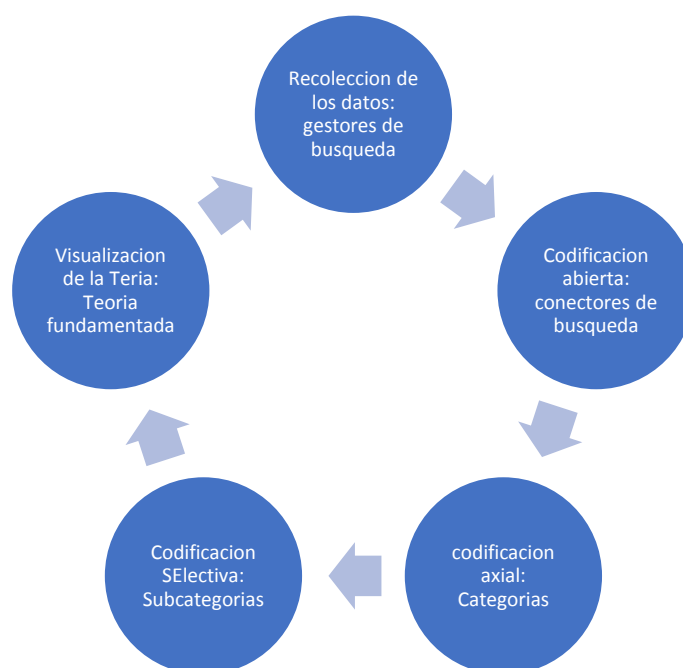 Recoleccion de
los datos:
gestores de
busqueda
Codificacion
abierta:
conectores de
busqueda
codificacion
axial:
Categorias
Codificacion
SElectiva:
Subcategorias
Visualizacion
de la Teria:
Teoria
fundamentada